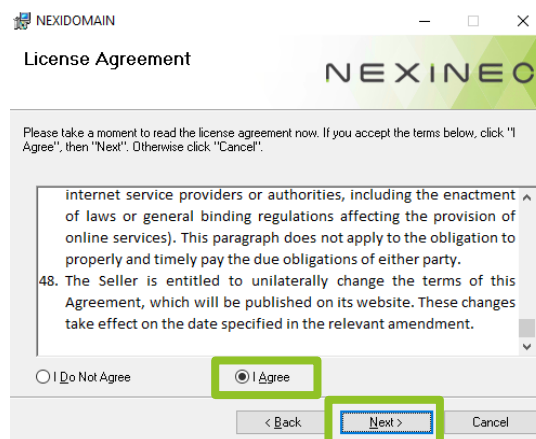 NEXIDOMAIN
License Agreement
NEXINEO
Please take a moment to read the license agreement now. If you accept the terms below, click "I
Agree", then "Next". Otherwise click "Cancel".
internet service providers or authorities, including the enactment
of laws or general binding regulations affecting the provision of
online services). This paragraph does not apply to the obligation to
properly and timely pay the due obligations of either party.
48. The Seller is entitled to unilaterally change the terms of this
Agreement, which will be published on its website. These changes
take effect on the date specified in the relevant amendment.
I Do Not Agree
I Agree
< Back
Next >
Cancel